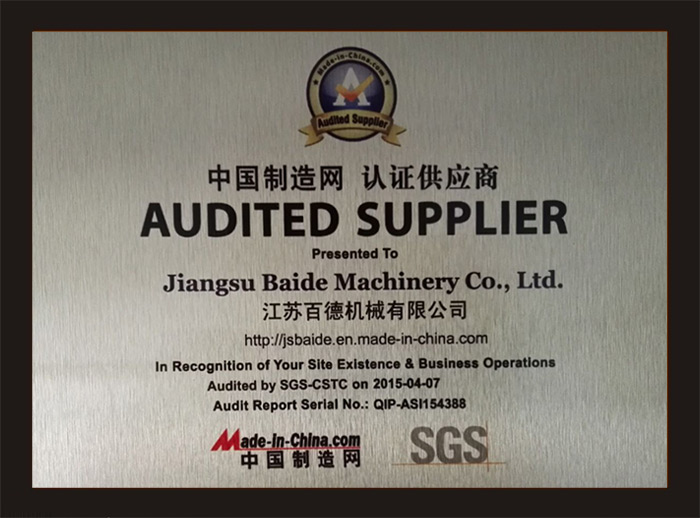 Made-in-China.com
A
Audited Supplier
中国制造网 认证供应商
AUDITED SUPPLIER
Presented To
Jiangsu Baide Machinery Co., Ltd.
江苏百德机械有限公司
http://jsbaide.en.made-in-china.com
In Recognition of Your Site Existence & Business Operations
Audited by SGS-CSTC on 2015-04-07
Audit Report Serial No.: QIP-ASI154388
Made-in-China.com
中国制造网
SGS